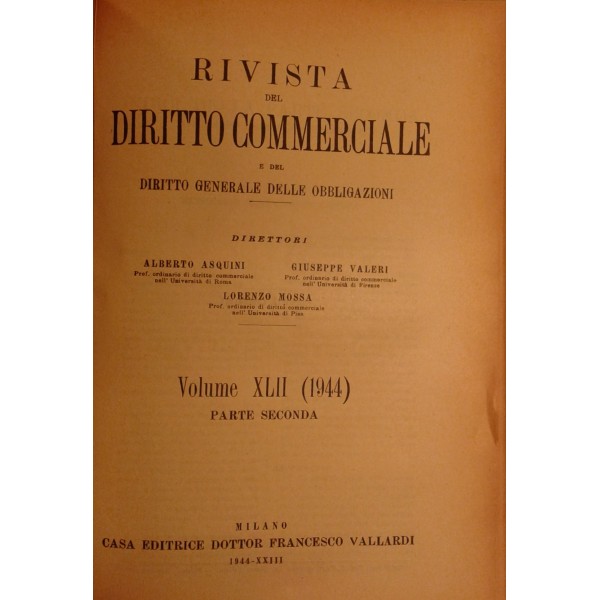 RIVISTA
DEL
DIRITTO COMMERCIALE
E DEL
DIRITTO GENERALE DELLE OBBLIGAZIONI
DIRETTORI
ALBERTO ASQUINI
Prof. ordinario di diritto commerciale
nell' Università di Roma
GIUSEPPE VALERI
Prof. ordinario di diritto commerciale
nell' Università di Firenze
LORENZO MOSSA
Prof. ordinario di diritto commerciale
nell' Università di Pisa
Volume XLII (1944)
PARTE SECONDA
MILANO
CASA EDITRICE DOTTOR FRANCESCO VALLARDI
1944-XXIII